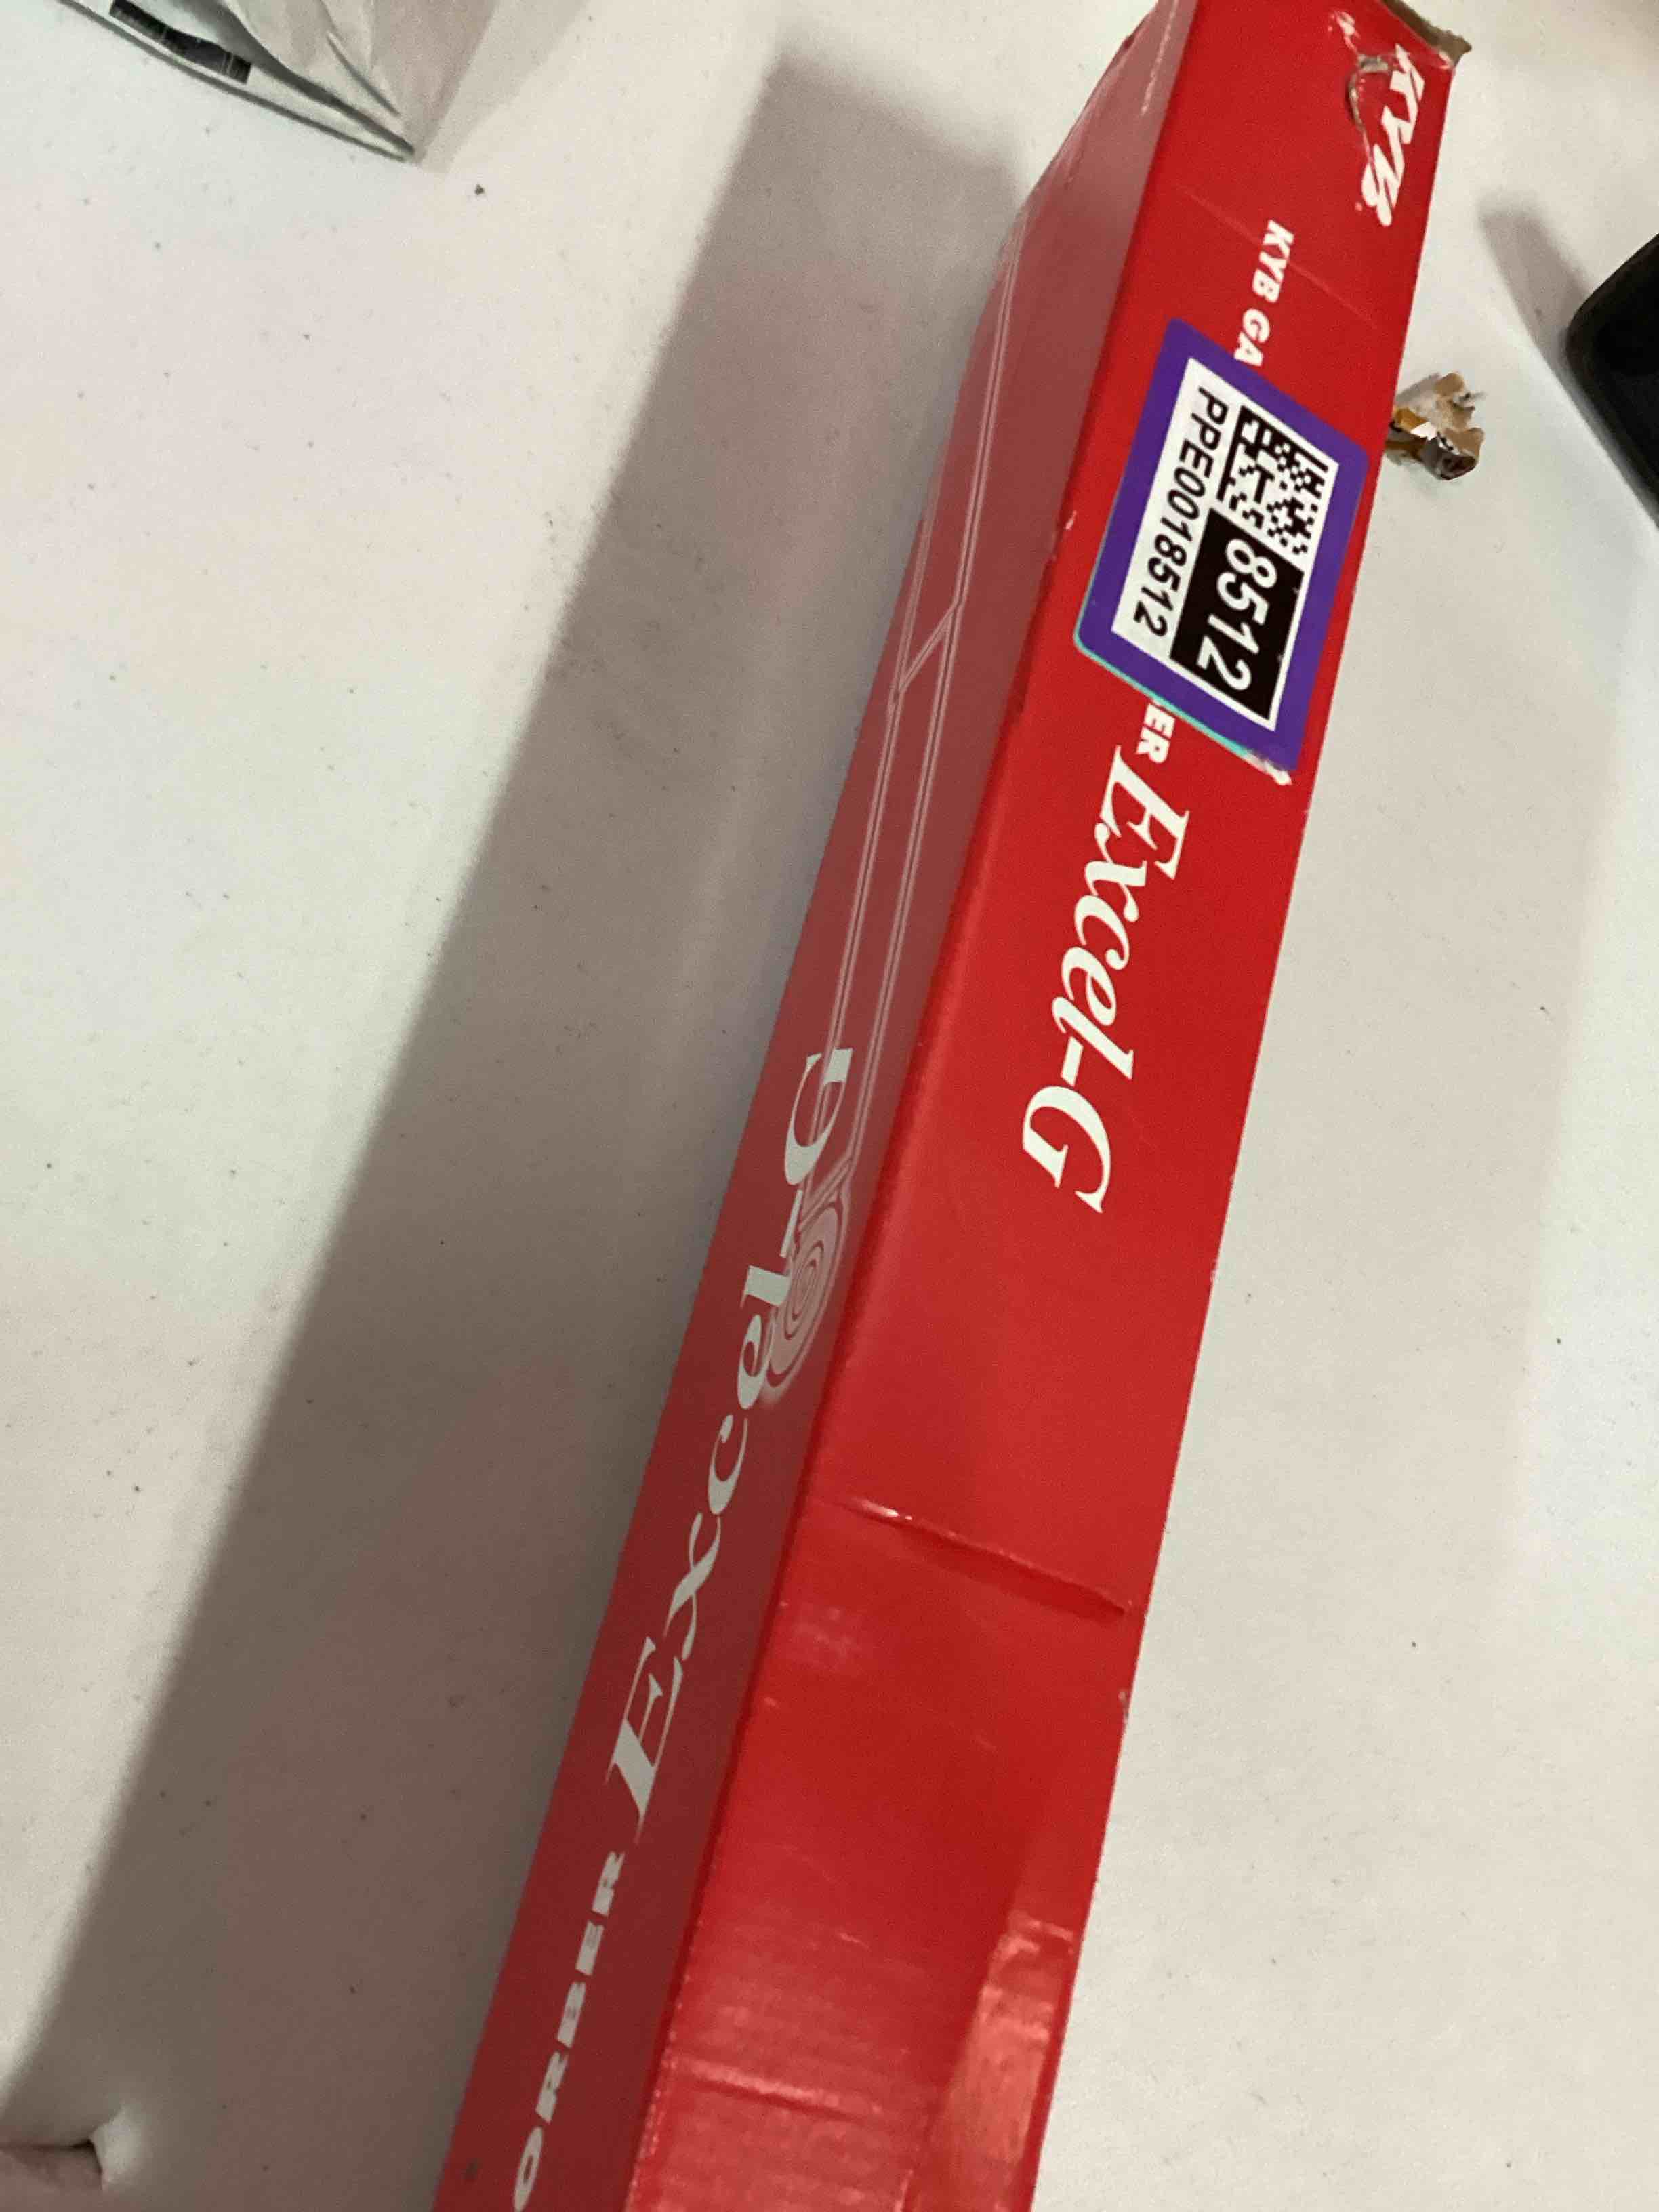 KYB
KYB GA
PPE0018512
8512
ER Excel-G
ORBER Excel-G